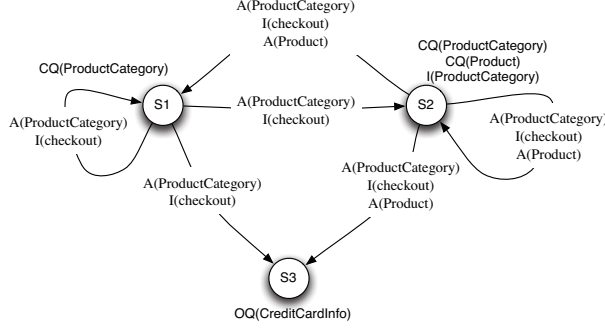 A(ProductCategory)
I(checkout)
A(Product)
CQ(ProductCategory)
CQ(ProductCategory)
CQ(Product)
I(ProductCategory)
S1
A(ProductCategory)
I(checkout)
S2
A(ProductCategory)
I(checkout)
A(ProductCategory)
I(checkout)
A(Product)
A(ProductCategory)
I(checkout)
A(ProductCategory)
I(checkout)
A(Product)
S3
OQ(CreditCardInfo)